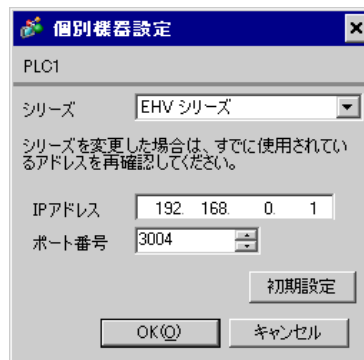 個別機器設定
PLC1
シリーズ EHV シリーズ
シリーズを変更した場合は、すでに使用されてい
るアドレスを再確認してください。
IPアドレス 192. 168. 0. 1
ポート番号 3004
初期設定
OK(O) キャンセル